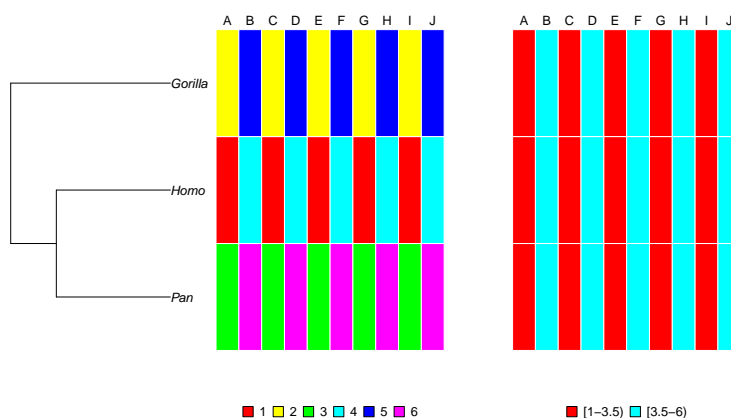 A B C D E F G H I J A B C D E F G H I J
Gorilla
Homo
Pan
1 2 3 4 5 6 [1−3.5) [3.5−6)